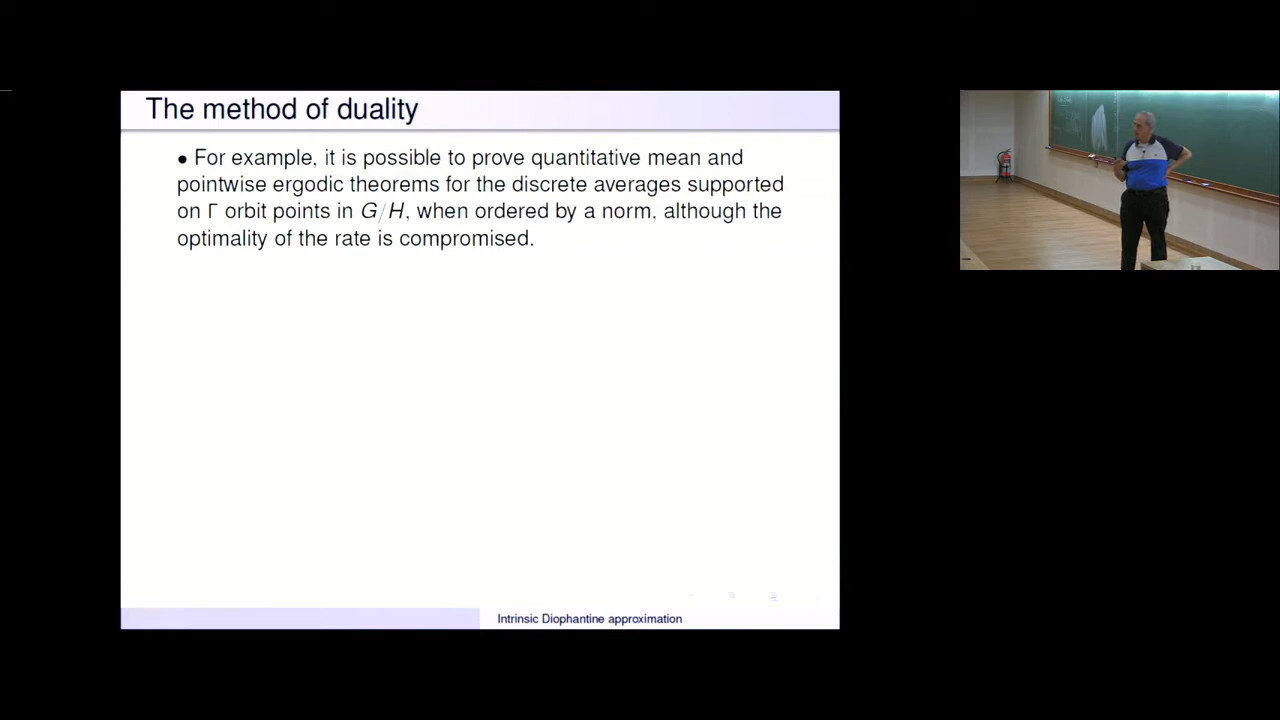 The method of duality
• For example, it is possible to prove quantitative mean and
pointwise ergodic theorems for the discrete averages supported
on Γ orbit points in G/H, when ordered by a norm, although the
optimality of the rate is compromised.
Intrinsic Diophantine approximation